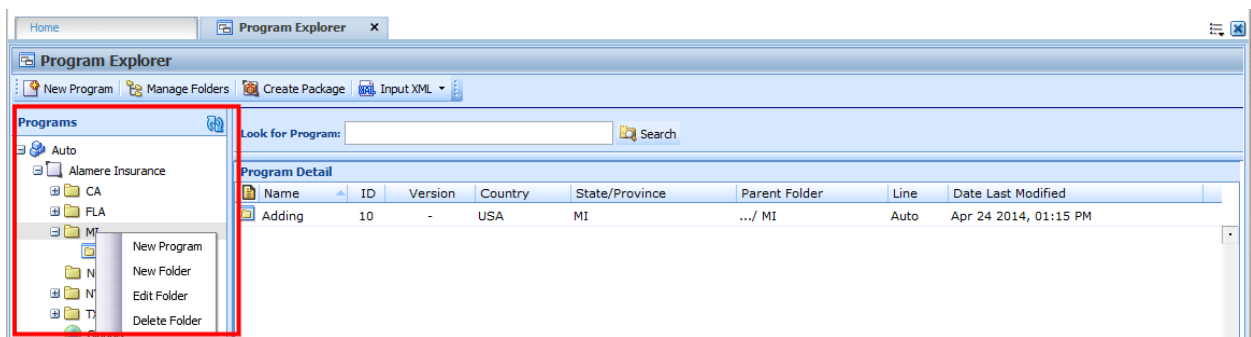 Home
Program Explorer x
Program Explorer
New Program Manage Folders Create Package Input XML
Programs
Auto
Alamere Insurance
CA
FLA
MI
New Program
New Folder
Edit Folder
Delete Folder
Look for Program: Search
Program Detail
Name ID Version Country State/Province Parent Folder Line Date Last Modified
Adding 10 - USA MI .../ MI Auto Apr 24 2014, 01:15 PM